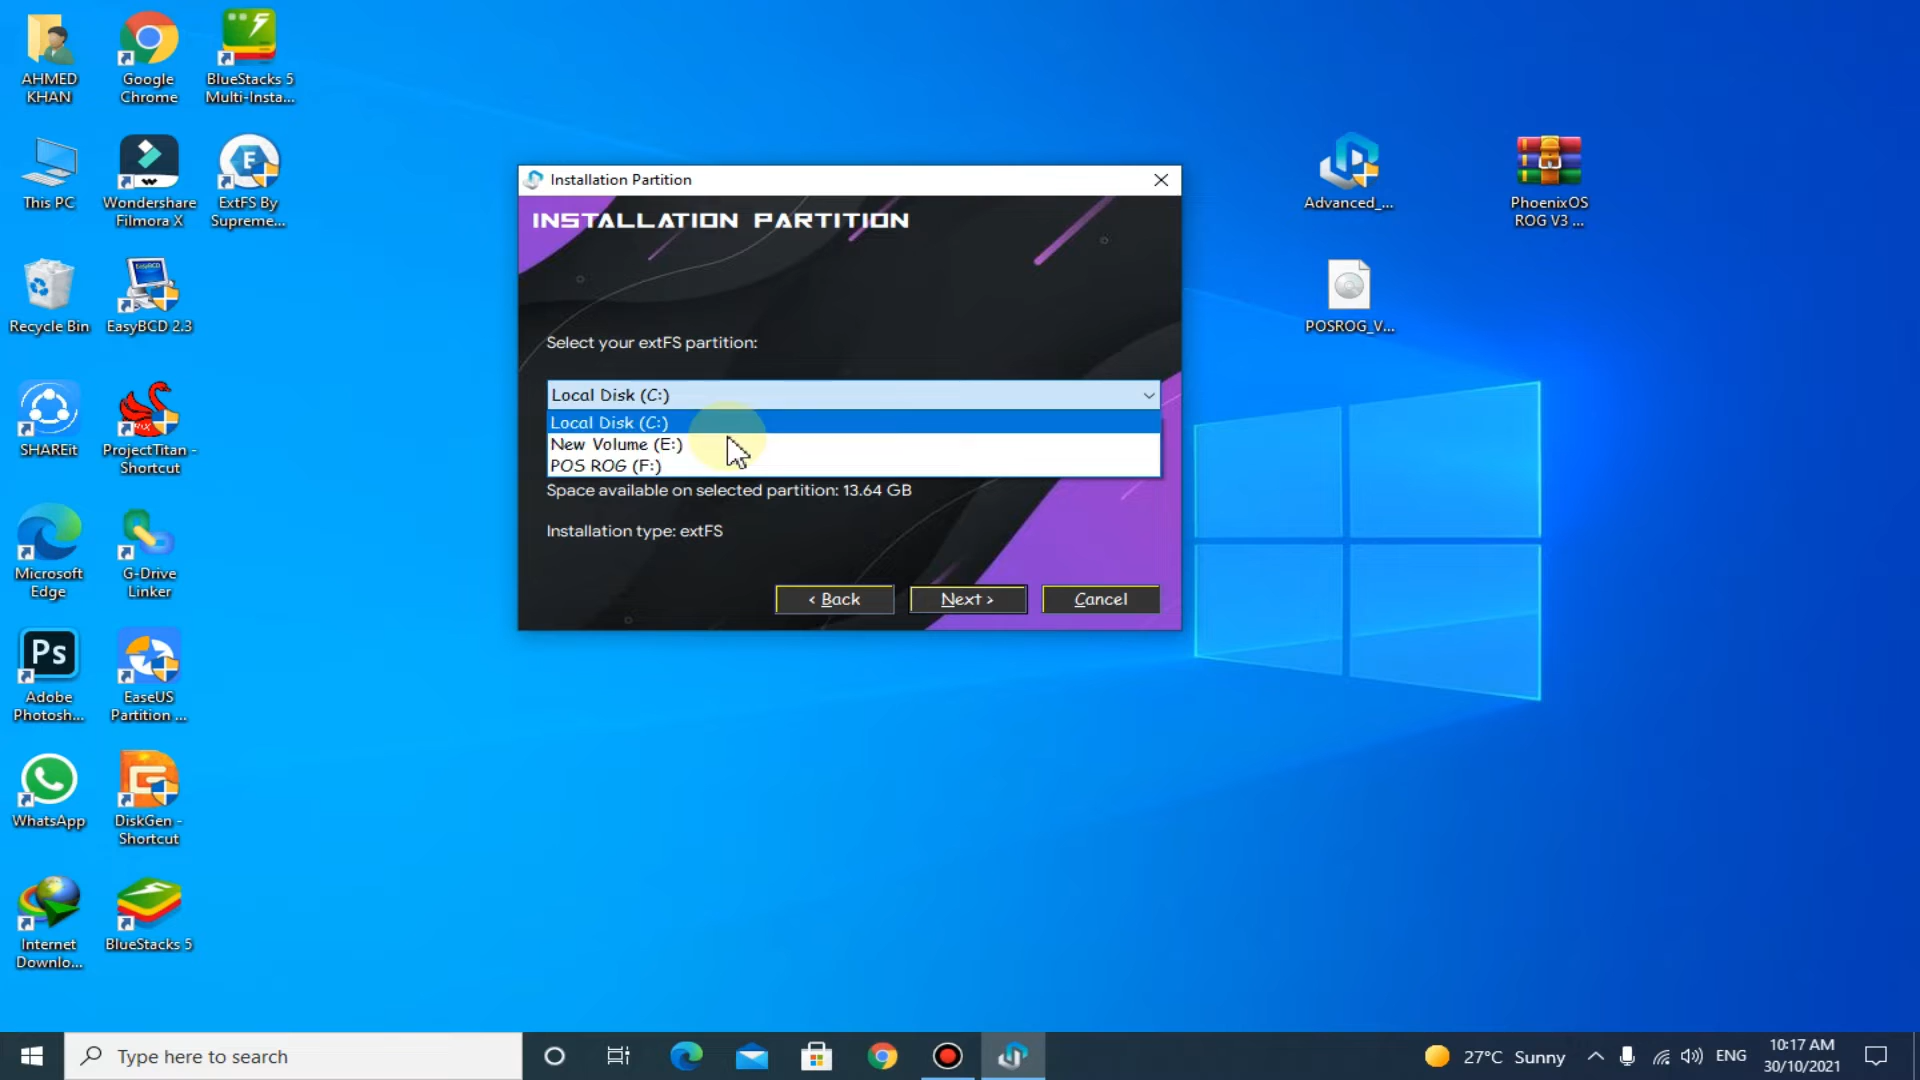 AHMED
KHAN
Google
Chrome
BlueStacks 5
Multi-Insta...
This PC
Wondershare
Filmora X
ExtFS By
Supreme...
Recycle Bin
EasyBCD 2.3
SHAREit
ProjectTitan -
Shortcut
Microsoft
Edge
G-Drive
Linker
Ps
Adobe
Photosh...
EaseUS
Partition ...
WhatsApp
DiskGen -
Shortcut
Internet
Downlo...
BlueStacks 5
Installation Partition
INSTALLATION PARTITION
Select your extFS partition:
Local Disk (C:)
Local Disk (C:)
New Volume (E:)
POS ROG (F:)
Space available on selected partition: 13.64 GB
Installation type: extFS
< Back
Next >
Cancel
Advanced_...
PhoenixOS
ROG V3 ...
POSROG_V...
Type here to search
27°C Sunny
ENG
10:17 AM
30/10/2021